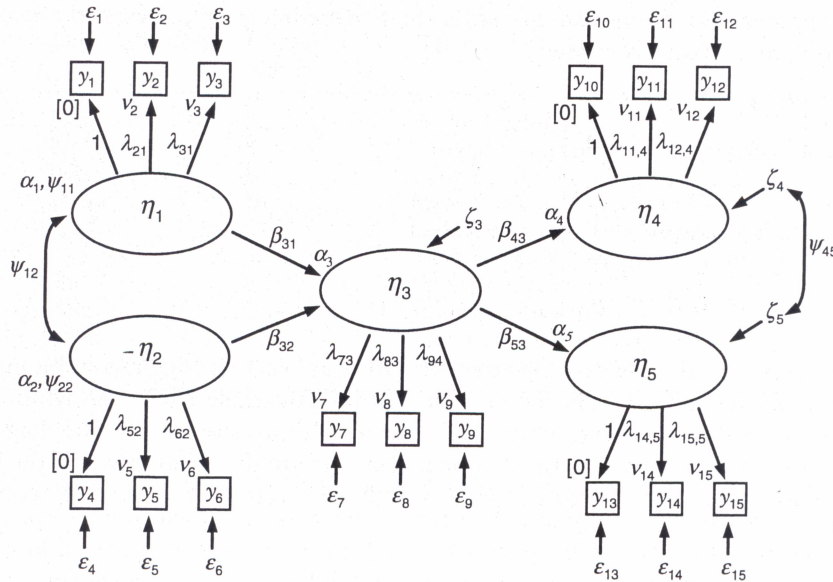 ε₁ ε₂ ε₃ ε₁₀ ε₁₁ ε₁₂
y₁ y₂ y₃ y₁₀ y₁₁ y₁₂
[0] ν₂ ν₃ [0] ν₁₁ ν₁₂
1 λ₂₁ λ₃₁ 1 λ₁₁,₄ λ₁₂,₄
α₁, ψ₁₁ ζ₄
η₁ ζ₃ α₄ η₄
β₃₁ α₃ β₄₃
ψ₁₂ η₃ ψ₄₅
β₃₂ β₅₃ α₅ ζ₅
-η₂ λ₇₃ λ₈₃ λ₉₄ η₅
α₂, ψ₂₂ ν₇ ν₈ ν₉
1 λ₅₂ λ₆₂ y₇ y₈ y₉ 1 λ₁₄,₅ λ₁₅,₅
[0] ν₅ ν₆ [0] ν₁₄ ν₁₅
y₄ y₅ y₆ ε₇ ε₈ ε₉ y₁₃ y₁₄ y₁₅
ε₄ ε₅ ε₆ ε₁₃ ε₁₄ ε₁₅